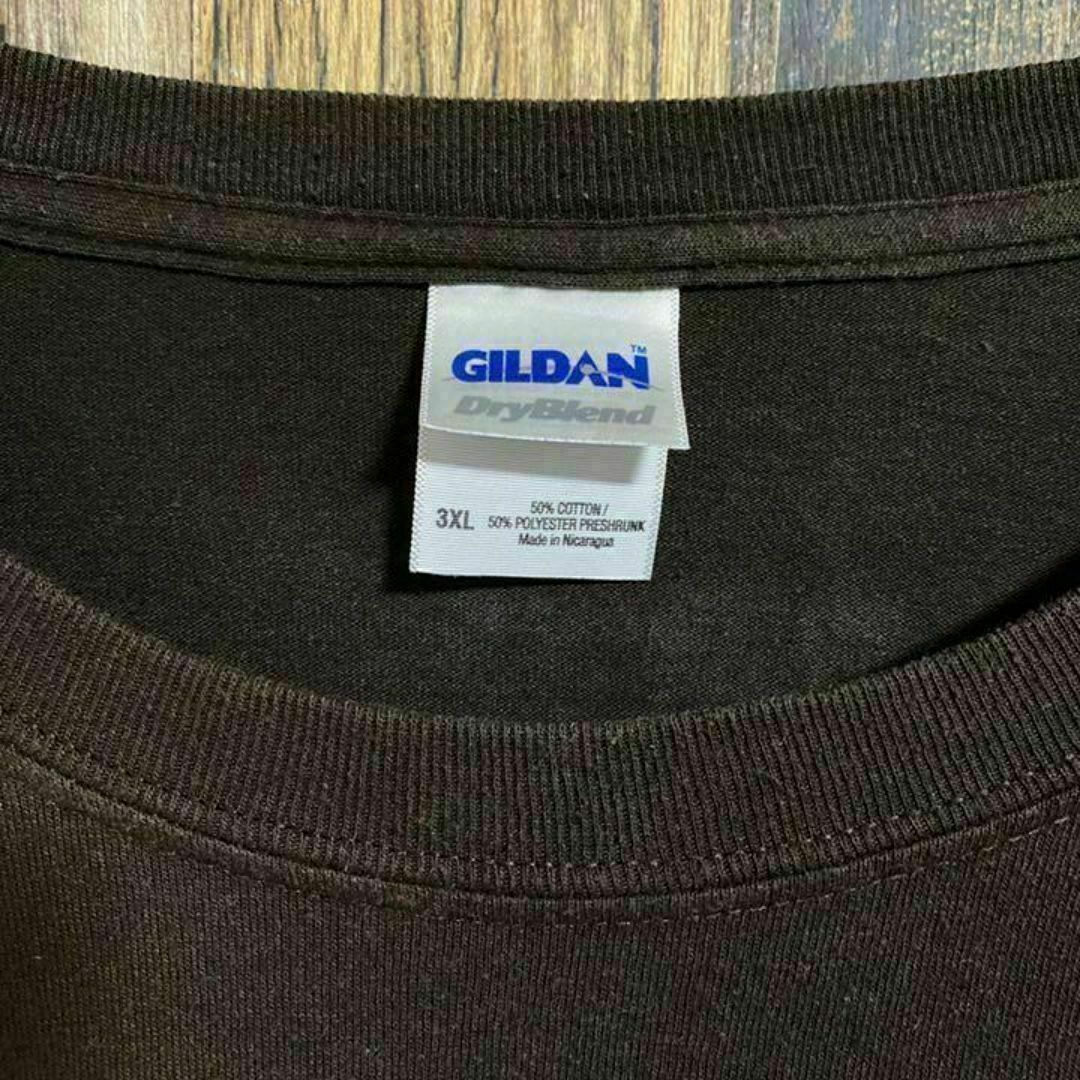 GILDAN™
DryBlend
3XL
50% COTTON /
50% POLYESTER PRESHRUNK
Made in Nicaragua